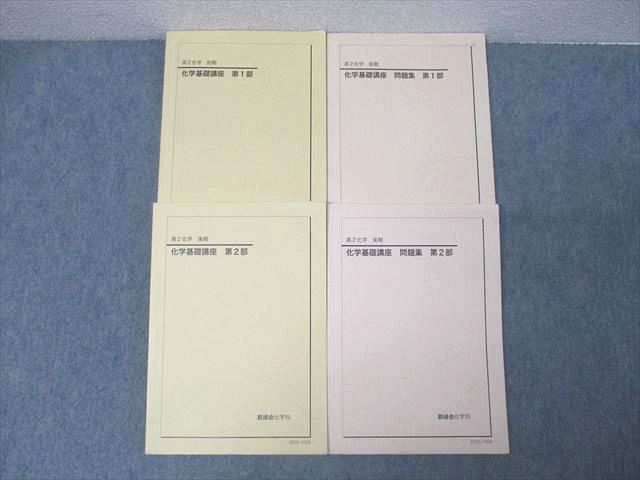 高2化学 前期
化学基礎講座 第1部
高2化学 前期
化学基礎講座 問題集 第1部
高2化学 後期
化学基礎講座 第2部
鉄緑会化学科
高2化学 後期
化学基礎講座 問題集 第2部
鉄緑会化学科